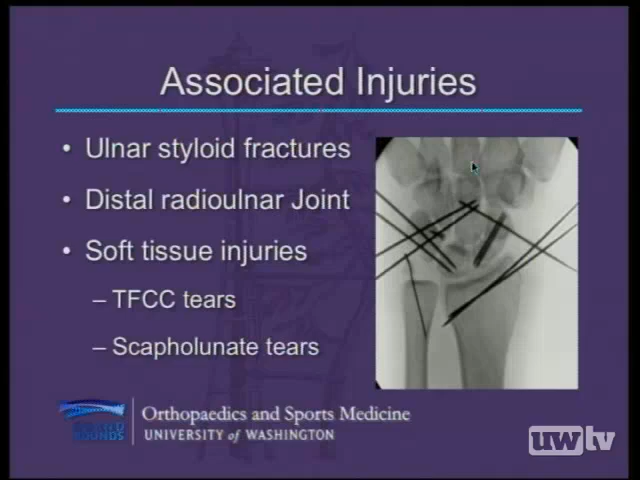 Associated Injuries
• Ulnar styloid fractures
• Distal radioulnar Joint
• Soft tissue injuries
– TFCC tears
– Scapholunate tears
Orthopaedics and Sports Medicine
UNIVERSITY of WASHINGTON
ROUNDS
uwtv